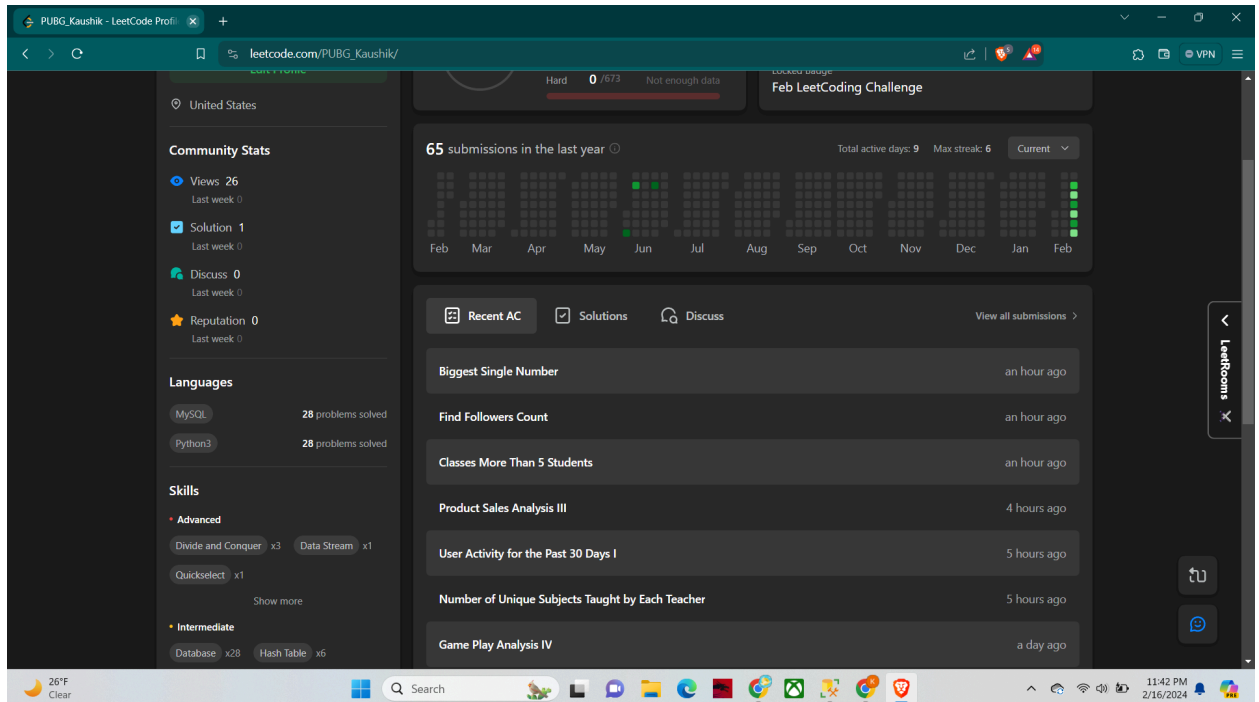 PUBG_Kaushik - LeetCode Profil
leetcode.com/PUBG_Kaushik/
VPN
Edit Profile
United States
Community Stats
Views 26
Last week 0
Solution 1
Last week 0
Discuss 0
Last week 0
Reputation 0
Last week 0
Languages
MySQL 28 problems solved
Python3 28 problems solved
Skills
Advanced
Divide and Conquer x3 Data Stream x1
Quickselect x1
Show more
Intermediate
Database x28 Hash Table x6
Hard 0 /673 Not enough data
Locked Badge
Feb LeetCoding Challenge
65 submissions in the last year
Total active days: 9 Max streak: 6 Current
Feb Mar Apr May Jun Jul Aug Sep Oct Nov Dec Jan Feb
Recent AC Solutions Discuss View all submissions >
Biggest Single Number an hour ago
Find Followers Count an hour ago
Classes More Than 5 Students an hour ago
Product Sales Analysis III 4 hours ago
User Activity for the Past 30 Days I 5 hours ago
Number of Unique Subjects Taught by Each Teacher 5 hours ago
Game Play Analysis IV a day ago
LeetRooms
26°F
Clear
Search
11:42 PM
2/16/2024